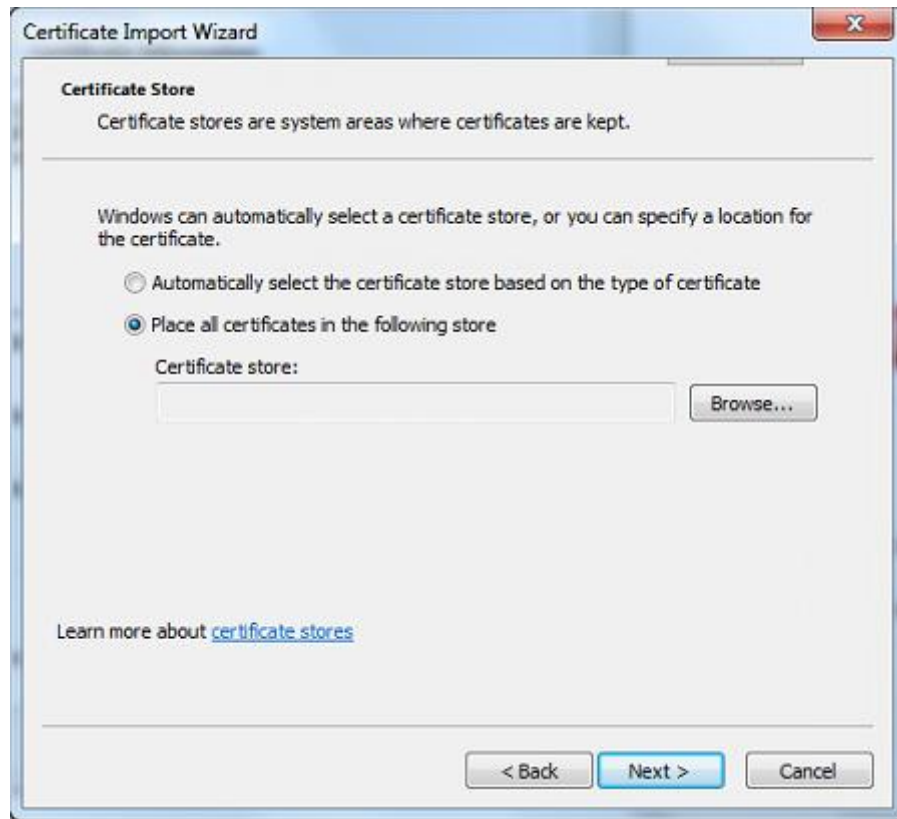 Certificate Import Wizard
Certificate Store
Certificate stores are system areas where certificates are kept.
Windows can automatically select a certificate store, or you can specify a location for
the certificate.
Automatically select the certificate store based on the type of certificate
Place all certificates in the following store
Certificate store:
Browse...
Learn more about certificate stores
< Back Next > Cancel